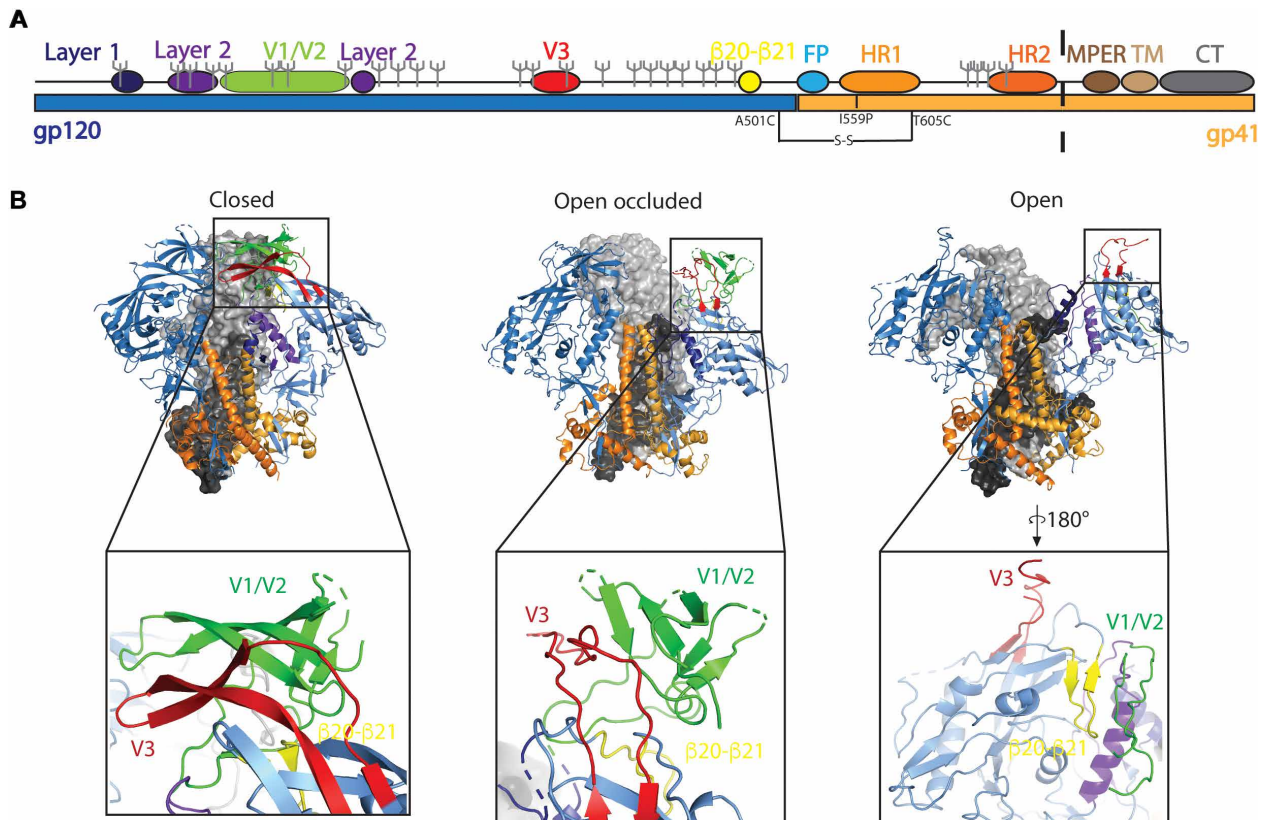 A
Layer 1 Layer 2 V1/V2 Layer 2 V3 β20-β21 FP HR1 HR2 MPER TM CT
A501C I559P T605C
gp120 S-S gp41
B
Closed Open occluded Open
180°
V1/V2 V1/V2 V3
V3 V1/V2
β20-β21
V3 β20-β21 β20-β21